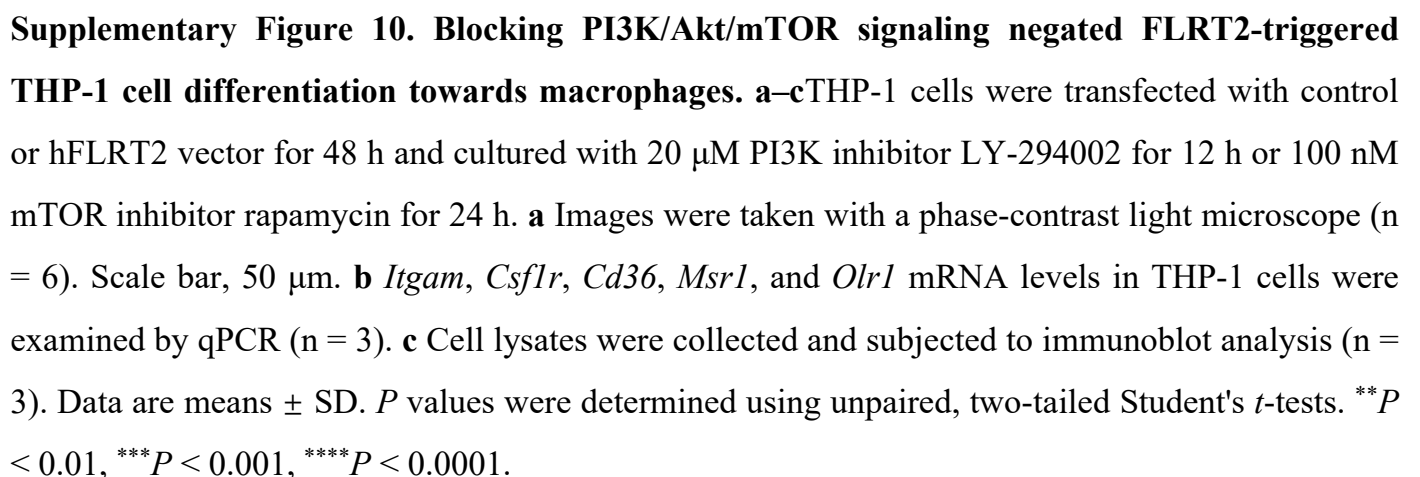 Supplementary Figure 10. Blocking PI3K/Akt/mTOR signaling negated FLRT2-triggered
THP-1 cell differentiation towards macrophages. a–cTHP-1 cells were transfected with control
or hFLRT2 vector for 48 h and cultured with 20 μM PI3K inhibitor LY-294002 for 12 h or 100 nM
mTOR inhibitor rapamycin for 24 h. a Images were taken with a phase-contrast light microscope (n
= 6). Scale bar, 50 μm. b Itgam, Csf1r, Cd36, Msr1, and Olr1 mRNA levels in THP-1 cells were
examined by qPCR (n = 3). c Cell lysates were collected and subjected to immunoblot analysis (n =
3). Data are means ± SD. P values were determined using unpaired, two-tailed Student's t-tests. **P
< 0.01, ***P < 0.001, ****P < 0.0001.